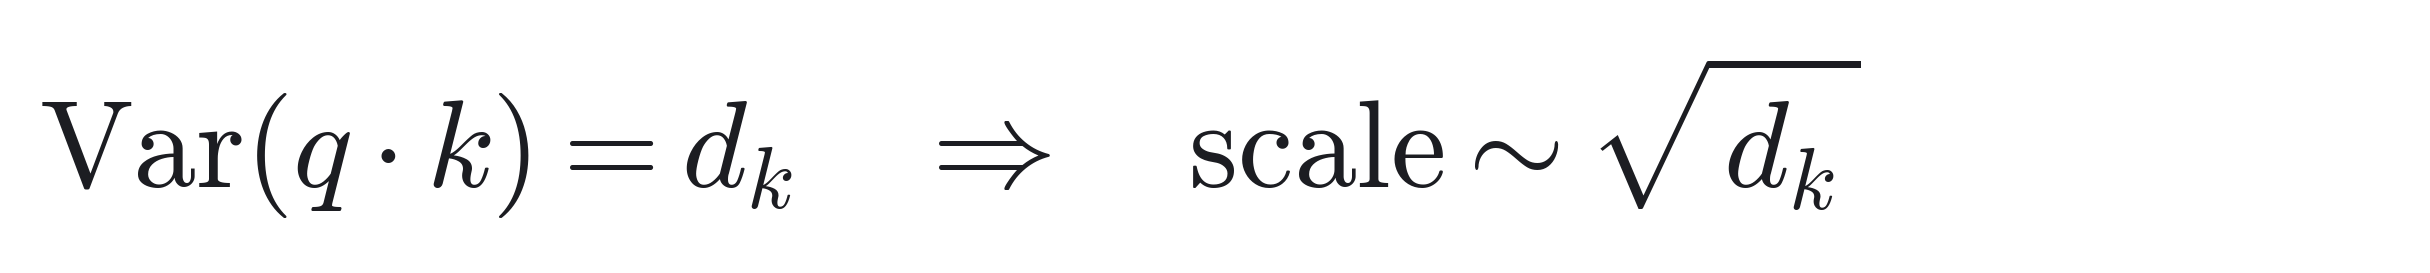 Var(q · k) = d_k ⇒ scale ∼ √d_k